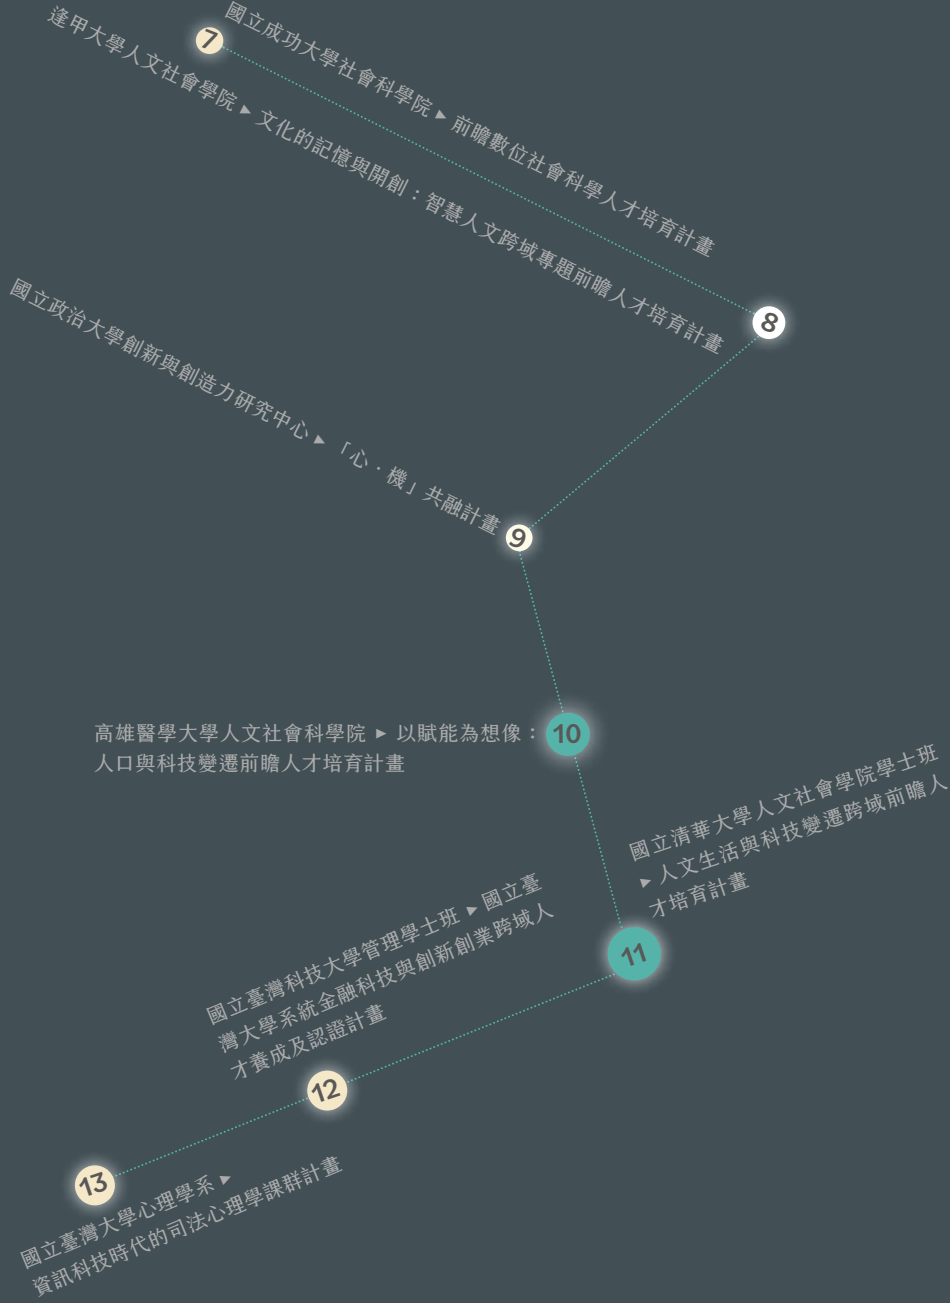 7
國立成功大學社會科學院 ▶ 前瞻數位社會科學人才培育計畫
逢甲大學人文社會學院 ▶ 文化的記憶與開創：智慧人文跨域專題前瞻人才培育計畫
8
國立政治大學創新與創造力研究中心 ▶ 「心．機」共融計畫
9
高雄醫學大學人文社會科學院 ▶ 以賦能為想像：
人口與科技變遷前瞻人才培育計畫
10
國立清華大學人文社會學院學士班
▶ 人文生活與科技變遷跨域前瞻人
才培育計畫
11
國立臺灣科技大學管理學士班 ▶ 國立臺
灣大學系統金融科技與創新創業跨域人
才養成及認證計畫
12
13
國立臺灣大學心理學系 ▶
資訊科技時代的司法心理學課群計畫